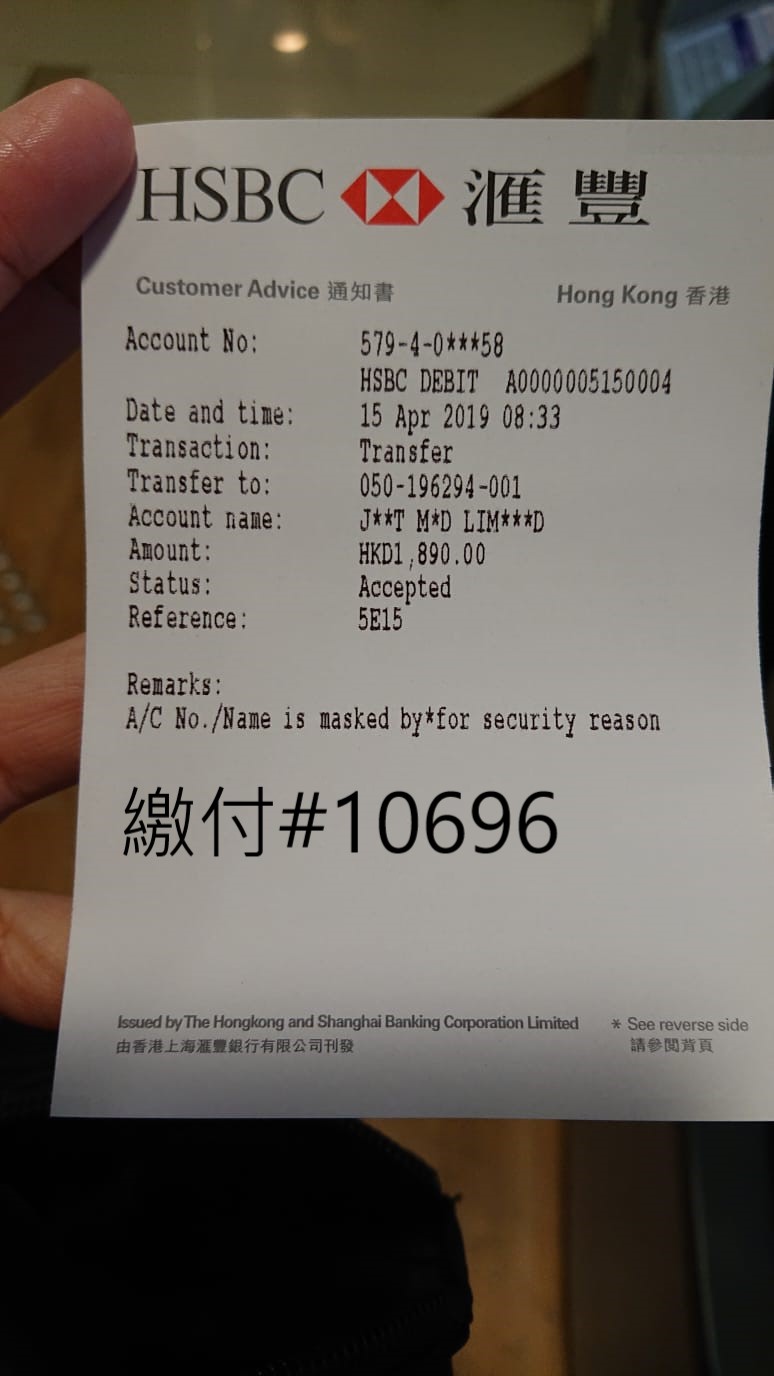 HSBC 滙豐
Customer Advice 通知書 Hong Kong 香港
Account No: 579-4-0***58
HSBC DEBIT A0000005150004
Date and time: 15 Apr 2019 08:33
Transaction: Transfer
Transfer to: 050-196294-001
Account name: J**T M*D LIM***D
Amount: HKD1,890.00
Status: Accepted
Reference: 5E15
Remarks:
A/C No./Name is masked by*for security reason
繳付#10696
Issued by The Hongkong and Shanghai Banking Corporation Limited * See reverse side
由香港上海滙豐銀行有限公司刊發 請參閱背頁